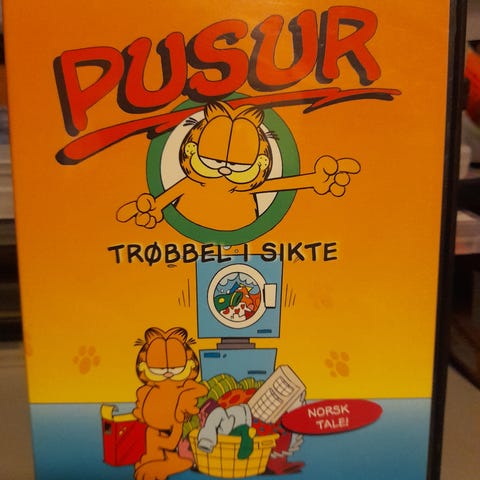 PUSUR
TRØBBEL I SIKTE
NORSK
TALE!